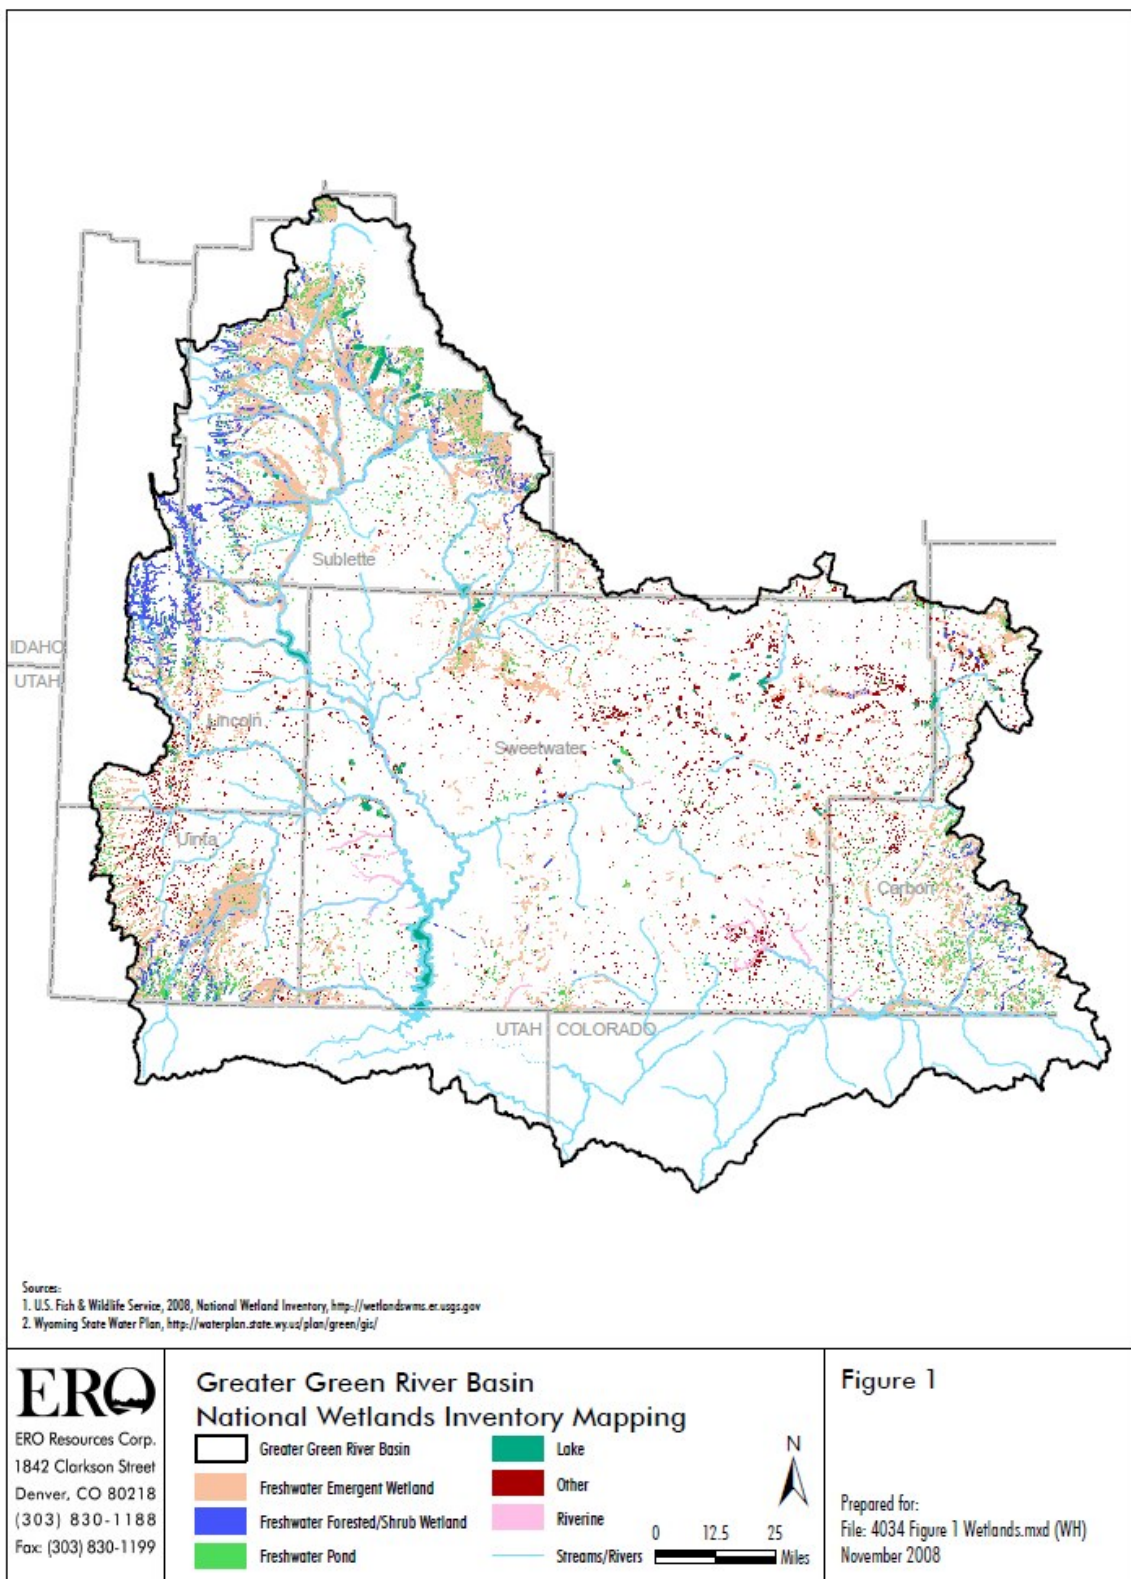 Sublette
IDAHO
UTAH
Lincoln
Sweetwater
Uinta
Carbon
UTAH COLORADO
Sources:
1. U.S. Fish & Wildlife Service, 2008, National Wetland Inventory, http://wetlandswms.er.usgs.gov
2. Wyoming State Water Plan, http://waterplan.state.wy.us/plan/green/gis/
ERO
ERO Resources Corp.
1842 Clarkson Street
Denver, CO 80218
(303) 830-1188
Fax: (303) 830-1199
Greater Green River Basin
National Wetlands Inventory Mapping
Greater Green River Basin
Freshwater Emergent Wetland
Freshwater Forested/Shrub Wetland
Freshwater Pond
Lake
Other
Riverine
Streams/Rivers
N
0 12.5 25
Miles
Figure 1
Prepared for:
File: 4034 Figure 1 Wetlands.mxd (WH)
November 2008